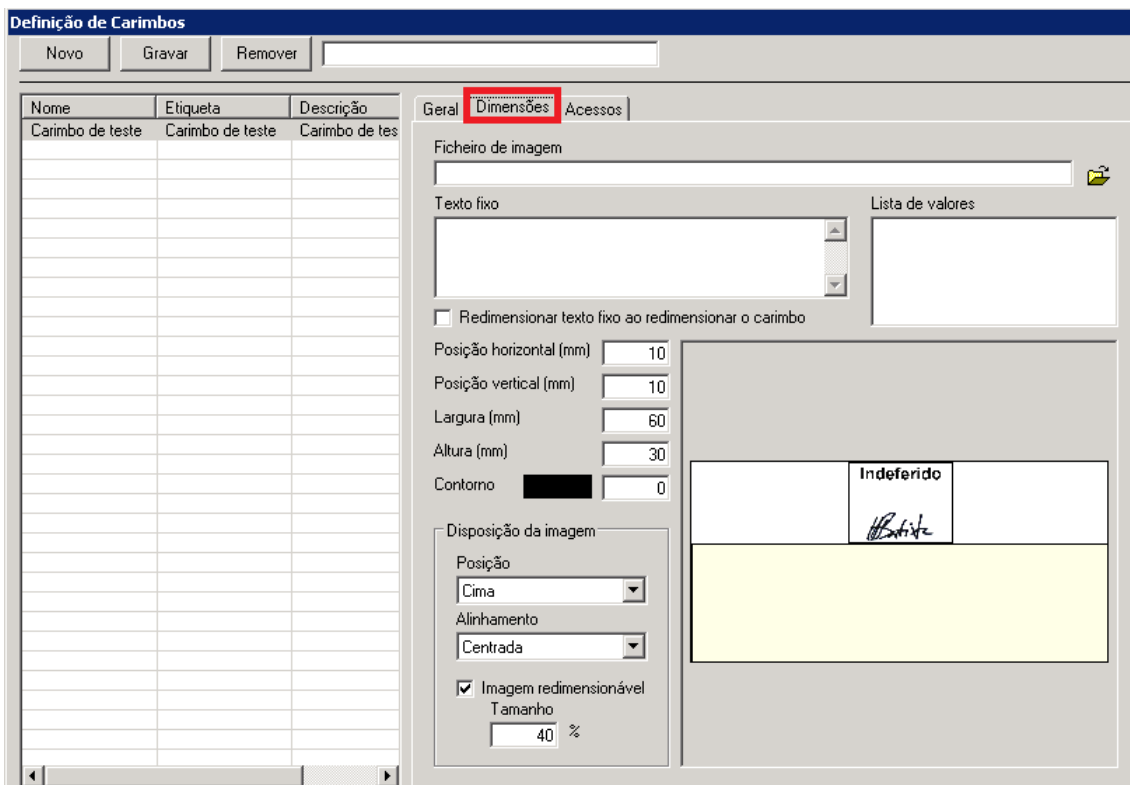 Definição de Carimbos
Novo Gravar Remover
Nome Etiqueta Descrição
Carimbo de teste Carimbo de teste Carimbo de tes
Geral Dimensões Acessos
Ficheiro de imagem
Texto fixo Lista de valores
Redimensionar texto fixo ao redimensionar o carimbo
Posição horizontal (mm) 10
Posição vertical (mm) 10
Largura (mm) 60
Altura (mm) 30
Contorno 0
Indeferido
Batista
Disposição da imagem
Posição
Cima
Alinhamento
Centrada
Imagem redimensionável
Tamanho
40 %